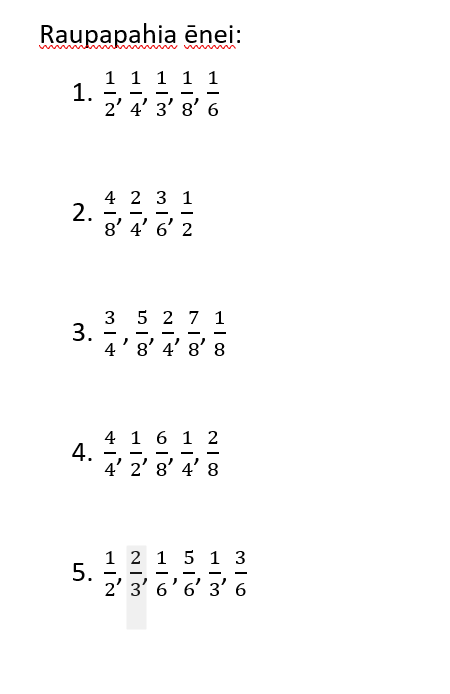 Raupapahia ēnei:
1. 1/2, 1/4, 1/3, 1/8, 1/6
2. 4/8, 2/4, 3/6, 1/2
3. 3/4, 5/8, 2/4, 7/8, 1/8
4. 4/4, 1/2, 6/8, 1/4, 2/8
5. 1/2, 2/3, 1/6, 5/6, 1/3, 3/6